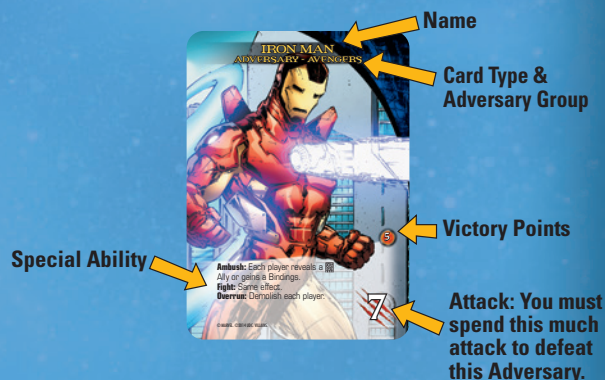 Name
IRON MAN
ADVERSARY - AVENGERS
Card Type &
Adversary Group
5
Victory Points
Special Ability
Ambush: Each player reveals a
Ally or gains a Bindings.
Fight: Same effect.
Overrun: Demolish each player.
7
Attack: You must
spend this much
attack to defeat
this Adversary.